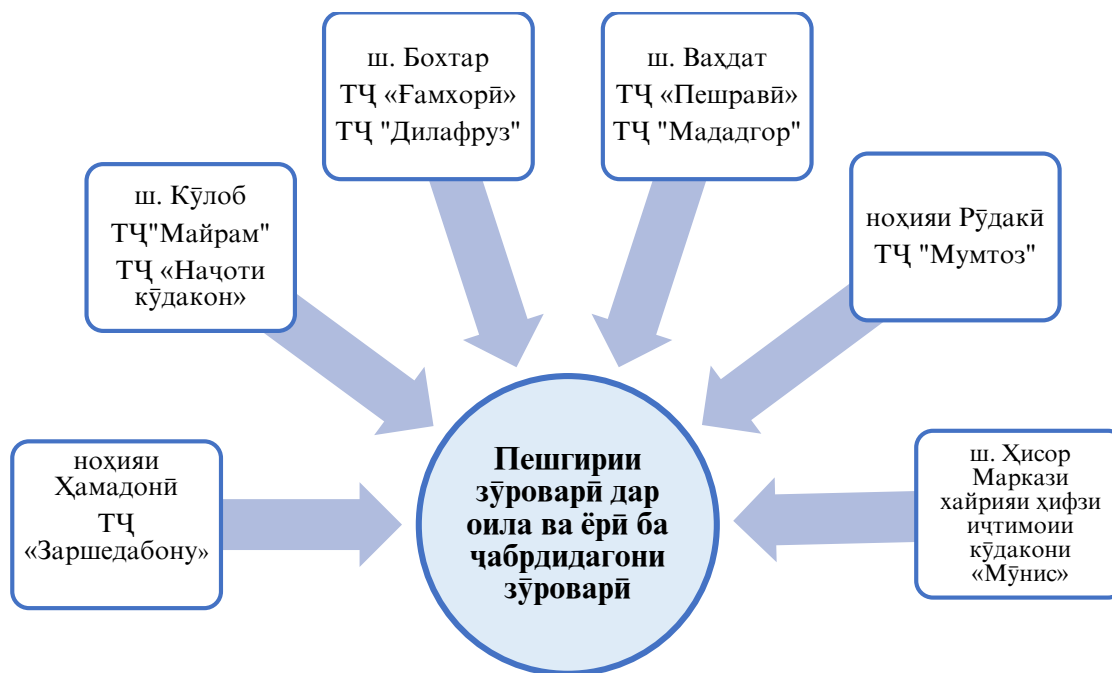 ш. Бохтар
ТҶ «Ғамхорӣ»
ТҶ "Дилафруз"
ш. Ваҳдат
ТҶ «Пешравӣ»
ТҶ "Мададгор"
ш. Кӯлоб
ТҶ"Майрам"
ТҶ «Наҷоти
кӯдакон»
ноҳияи Рӯдакӣ
ТҶ "Мумтоз"
ноҳияи
Ҳамадонӣ
ТҶ
«Заршедабону»
Пешгирии
зӯроварӣ дар
оила ва ёрӣ ба
ҷабрдидагони
зӯроварӣ
ш. Ҳисор
Маркази
хайрияи ҳифзи
иҷтимоии
кӯдакони
«Мӯнис»